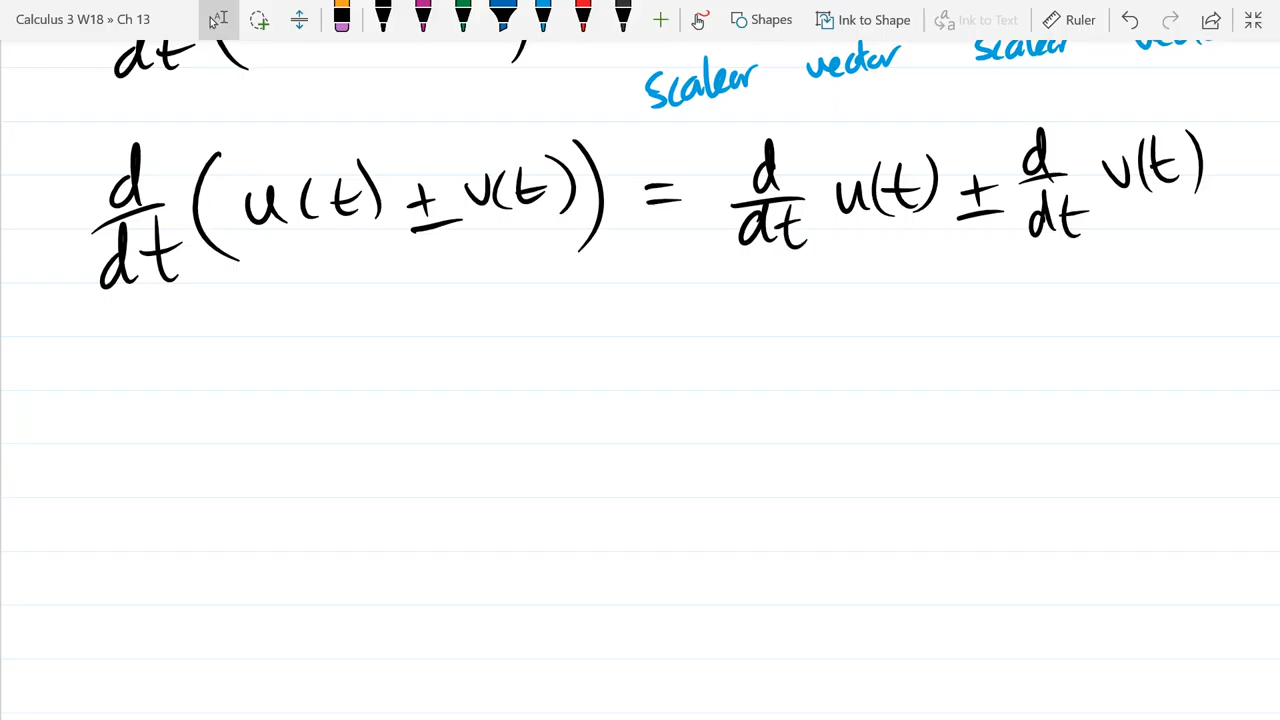 Calculus 3 W18 » Ch 13
Shapes
Ink to Shape
Ink to Text
Ruler
d/dt (
)
scalar vector scalar
d/dt ( u(t) ± v(t) ) = d/dt u(t) ± d/dt v(t)